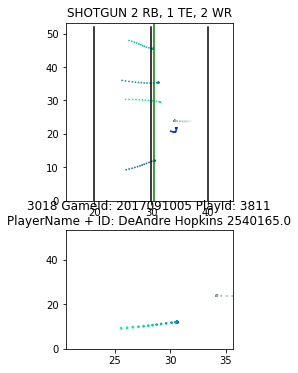 SHOTGUN 2 RB, 1 TE, 2 WR
50
40
30
20
10
0
20 30 40
3018 GameId: 2017091005 PlayId: 3811
PlayerName + ID: DeAndre Hopkins 2540165.0
40
20
0
25 30 35